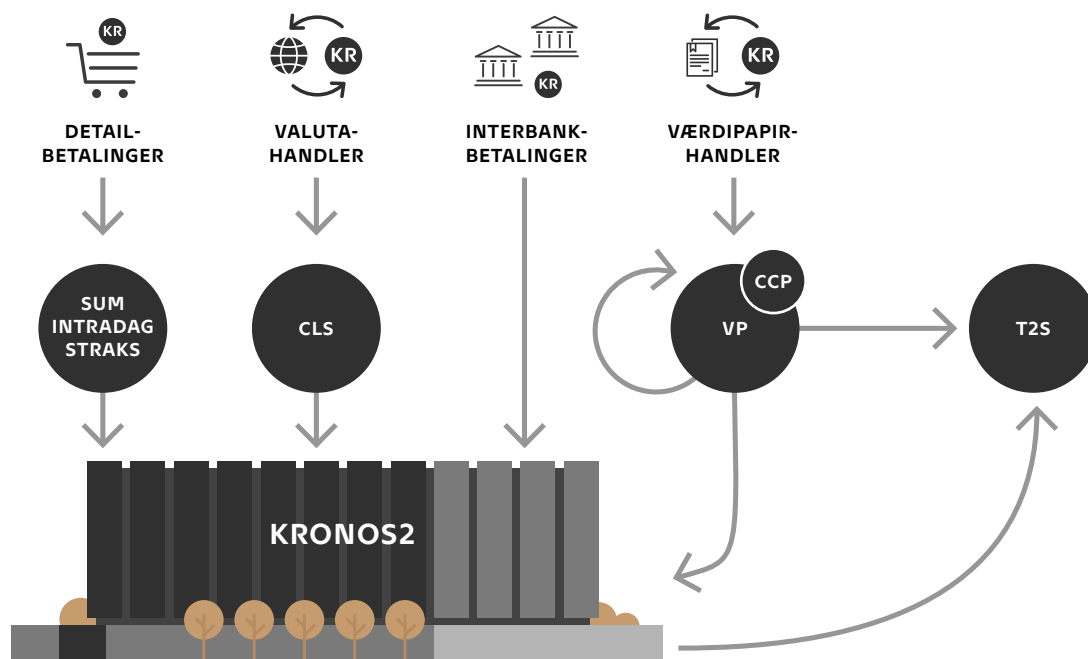 KR
KR
KR
KR
DETAIL-
BETALINGER
VALUTA-
HANDLER
INTERBANK-
BETALINGER
VÆRDIPAPIR-
HANDLER
SUM
INTRADAG
STRAKS
CLS
VP
CCP
T2S
KRONOS2